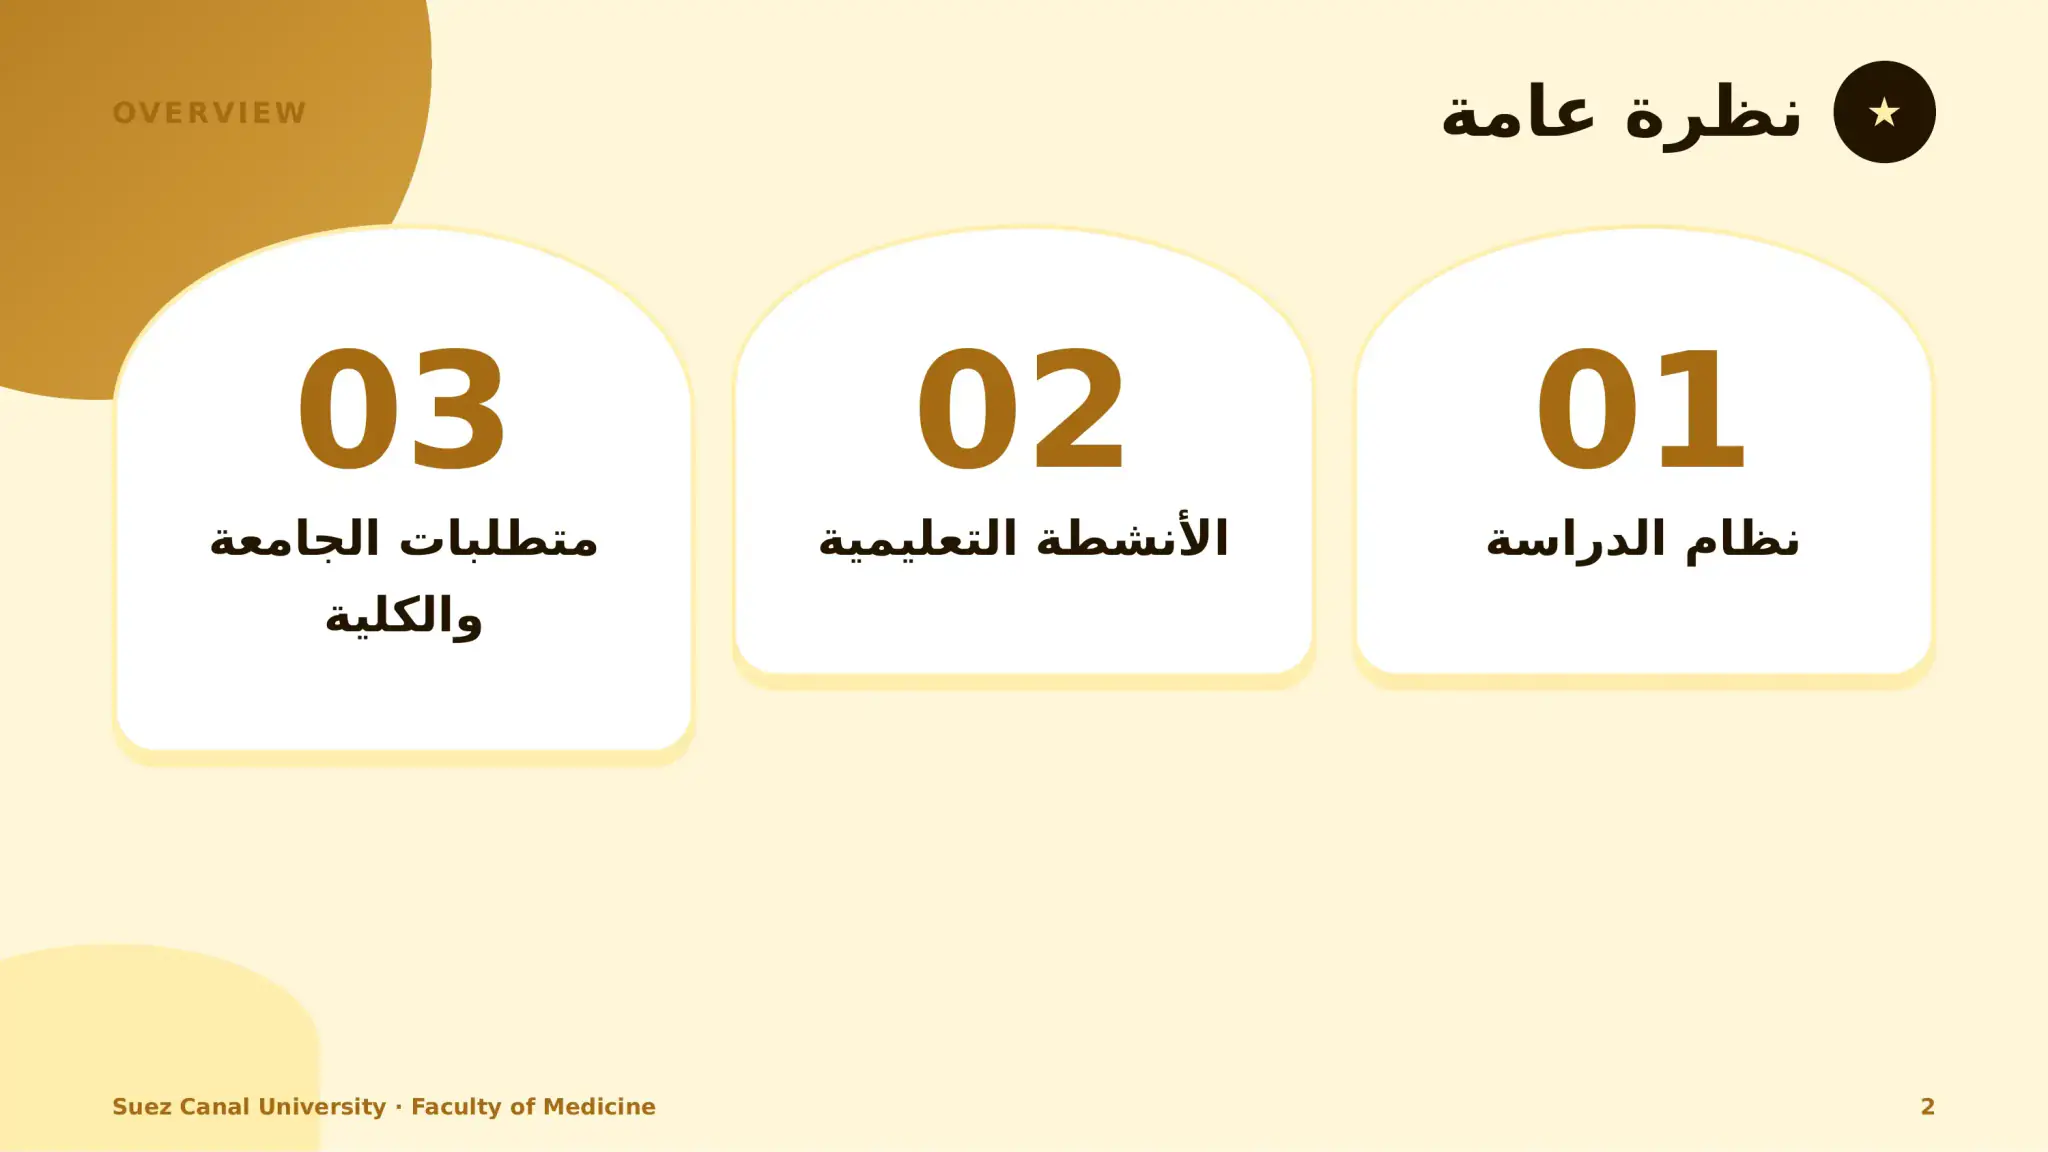 نظرة عامة
OVERVIEW
01
نظام الدراسة
02
الأنشطة التعليمية
03
متطلبات الجامعة
والكلية
Suez Canal University · Faculty of Medicine
2